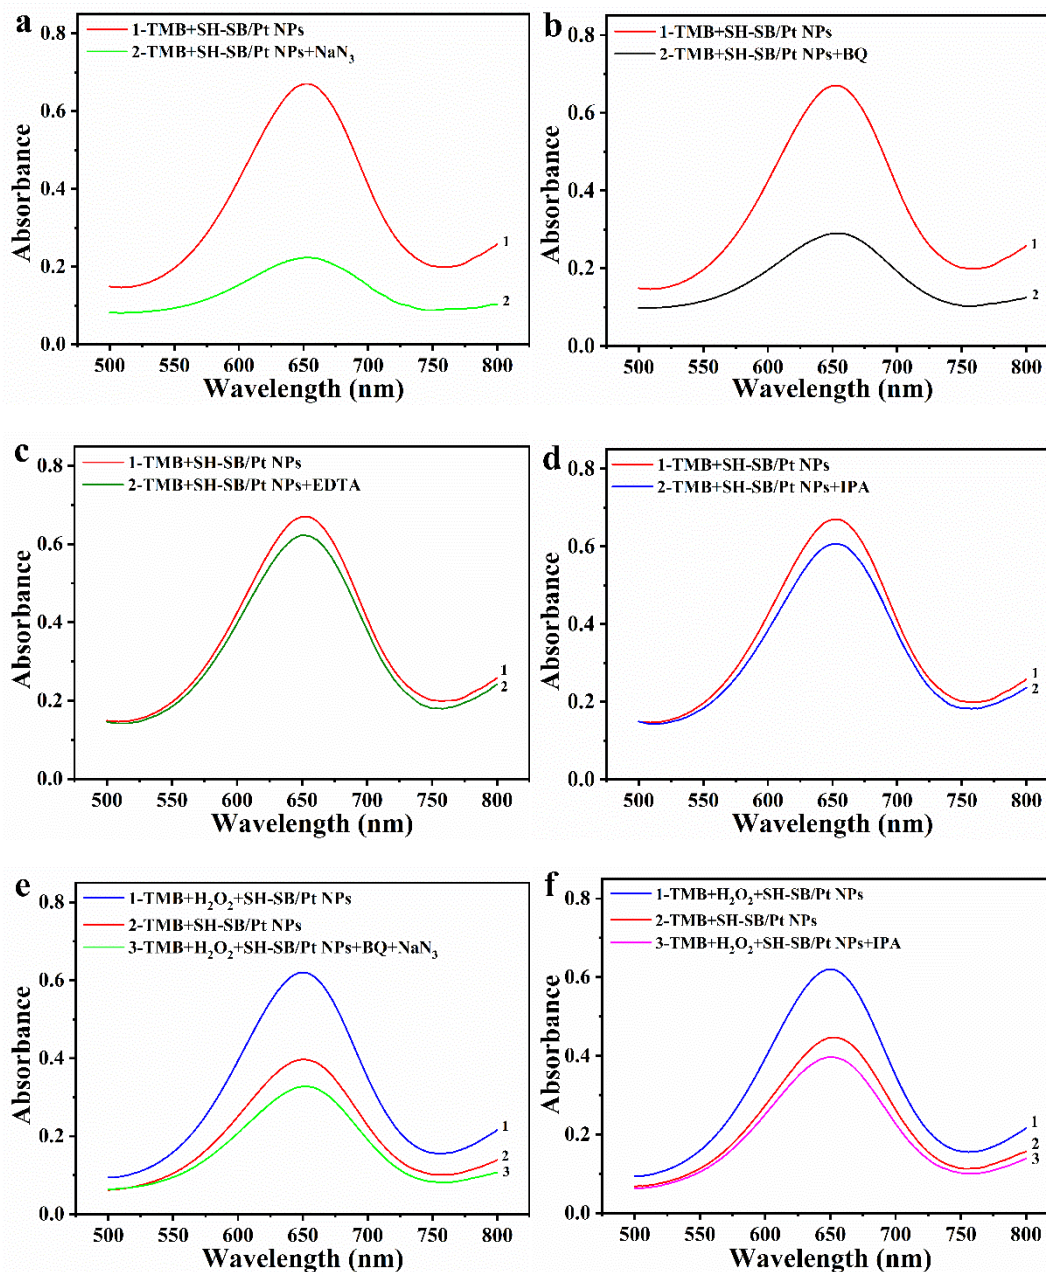 a
1-TMB+SH-SB/Pt NPs
2-TMB+SH-SB/Pt NPs+NaN₃
0.8
0.6
0.4
0.2
0.0
Absorbance
1
2
500 550 600 650 700 750 800
Wavelength (nm)
b
1-TMB+SH-SB/Pt NPs
2-TMB+SH-SB/Pt NPs+BQ
0.8
0.6
0.4
0.2
0.0
Absorbance
1
2
500 550 600 650 700 750 800
Wavelength (nm)
c
1-TMB+SH-SB/Pt NPs
2-TMB+SH-SB/Pt NPs+EDTA
0.8
0.6
0.4
0.2
0.0
Absorbance
1
2
500 550 600 650 700 750 800
Wavelength (nm)
d
1-TMB+SH-SB/Pt NPs
2-TMB+SH-SB/Pt NPs+IPA
0.8
0.6
0.4
0.2
0.0
Absorbance
1
2
500 550 600 650 700 750 800
Wavelength (nm)
e
1-TMB+H₂O₂+SH-SB/Pt NPs
2-TMB+SH-SB/Pt NPs
3-TMB+H₂O₂+SH-SB/Pt NPs+BQ+NaN₃
0.8
0.6
0.4
0.2
0.0
Absorbance
1
2
3
500 550 600 650 700 750 800
Wavelength (nm)
f
1-TMB+H₂O₂+SH-SB/Pt NPs
2-TMB+SH-SB/Pt NPs
3-TMB+H₂O₂+SH-SB/Pt NPs+IPA
0.8
0.6
0.4
0.2
0.0
Absorbance
1
2
3
500 550 600 650 700 750 800
Wavelength (nm)